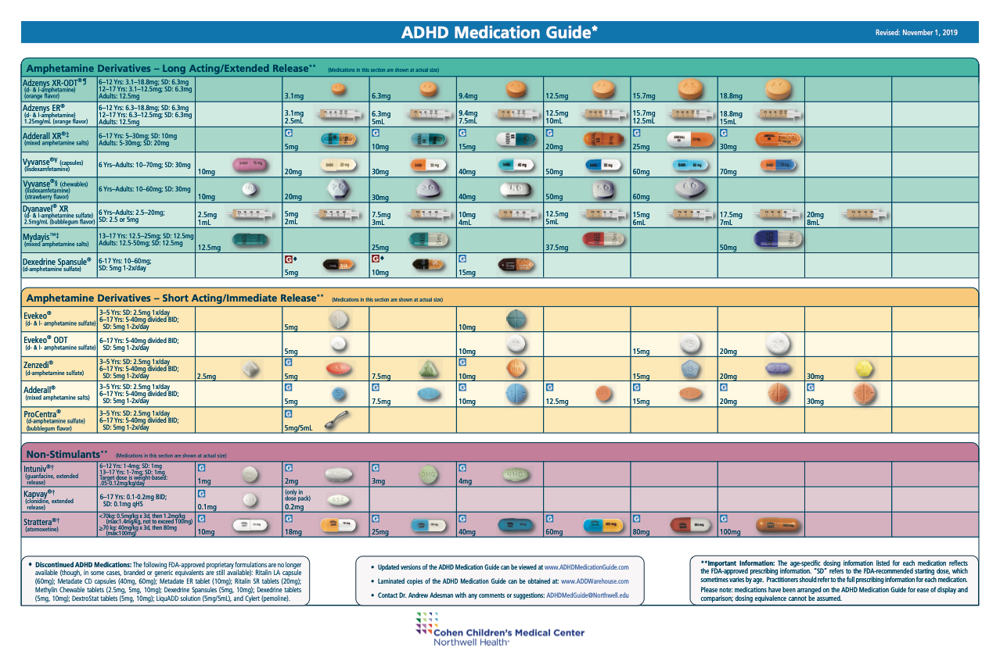 ADHD Medication Guide*
Revised: November 1, 2019
Amphetamine Derivatives – Long Acting/Extended Release** (Medications in this section are shown at actual size)
Adzenys XR-ODT®¶
(d- & l-amphetamine)
(orange flavor)
6–12 Yrs: 3.1–18.8mg; SD: 6.3mg
12–17 Yrs: 3.1–12.5mg; SD: 6.3mg
Adults: 12.5mg
3.1mg 6.3mg 9.4mg 12.5mg 15.7mg 18.8mg
Adzenys ER®
(d- & l-amphetamine)
1.25mg/mL (orange flavor)
6–12 Yrs: 6.3–18.8mg; SD: 6.3mg
12–17 Yrs: 6.3–12.5mg; SD: 6.3mg
Adults: 12.5mg
3.1mg 6.3mg 9.4mg 12.5mg 15.7mg 18.8mg
2.5mL 5mL 7.5mL 10mL 12.5mL 15mL
Adderall XR®‡
(mixed amphetamine salts)
6–17 Yrs: 5–30mg; SD: 10mg
Adults: 5-30mg; SD: 20mg
G G G G G G
5mg 10mg 15mg 20mg 25mg 30mg
Vyvanse®¥ (capsules)
(lisdexamfetamine)
6 Yrs–Adults: 10–70mg; SD: 30mg
10mg 20mg 30mg 40mg 50mg 60mg 70mg
Vyvanse®§ (chewables)
(lisdexamfetamine)
(strawberry flavor)
6 Yrs–Adults: 10–60mg; SD: 30mg
10mg 20mg 30mg 40mg 50mg 60mg
Dyanavel® XR
(d- & l-amphetamine sulfate)
2.5mg/mL (bubblegum flavor)
6 Yrs–Adults: 2.5–20mg;
SD: 2.5 or 5mg
2.5mg 5mg 7.5mg 10mg 12.5mg 15mg 17.5mg 20mg
1mL 2mL 3mL 4mL 5mL 6mL 7mL 8mL
Mydayis™‡
(mixed amphetamine salts)
13–17 Yrs: 12.5–25mg; SD: 12.5mg
Adults: 12.5-50mg; SD: 12.5mg
12.5mg 25mg 37.5mg 50mg
Dexedrine Spansule®
(d-amphetamine sulfate)
6-17 Yrs: 10–60mg;
SD: 5mg 1-2x/day
G♦ G♦ G
5mg 10mg 15mg
Amphetamine Derivatives – Short Acting/Immediate Release** (Medications in this section are shown at actual size)
Evekeo®
(d- & l- amphetamine sulfate)
3–5 Yrs: SD: 2.5mg 1x/day
6–17 Yrs: 5-40mg divided BID;
SD: 5mg 1-2x/day
5mg 10mg
Evekeo® ODT
(d- & l- amphetamine sulfate)
6–17 Yrs: 5-40mg divided BID;
SD: 5mg 1-2x/day
5mg 10mg 15mg 20mg
Zenzedi®
(d-amphetamine sulfate)
3–5 Yrs: SD: 2.5mg 1x/day
6–17 Yrs: 5-40mg divided BID;
SD: 5mg 1-2x/day
G G
2.5mg 5mg 7.5mg 10mg 15mg 20mg 30mg
Adderall®
(mixed amphetamine salts)
3–5 Yrs: SD: 2.5mg 1x/day
6–17 Yrs: 5-40mg divided BID;
SD: 5mg 1-2x/day
G G G G G G G
5mg 7.5mg 10mg 12.5mg 15mg 20mg 30mg
ProCentra®
(d-amphetamine sulfate)
(bubblegum flavor)
3–5 Yrs: SD: 2.5mg 1x/day
6–17 Yrs: 5-40mg divided BID;
SD: 5mg 1-2x/day
G
5mg/5mL
Non-Stimulants** (Medications in this section are shown at actual size)
Intuniv®†
(guanfacine, extended
release)
6–12 Yrs: 1-4mg; SD: 1mg
13–17 Yrs: 1-7mg; SD: 1mg
Target dose is weight-based:
.05-0.12mg/kg/day
G G G G
1mg 2mg 3mg 4mg
Kapvay®†
(clonidine, extended
release)
6–17 Yrs: 0.1-0.2mg BID;
SD: 0.1mg qHS
G
0.1mg
(only in
dose pack)
0.2mg
Strattera®†
(atomoxetine)
<70kg: 0.5mg/kg x 3d, then 1.2mg/kg
(max:1.4mg/kg, not to exceed 100mg)
≥70 kg: 40mg/kg x 3d, then 80mg
(max:100mg)
G G G G G G G
10mg 18mg 25mg 40mg 60mg 80mg 100mg
♦ Discontinued ADHD Medications: The following FDA-approved proprietary formulations are no longer
available (though, in some cases, branded or generic equivalents are still available): Ritalin LA capsule
(60mg); Metadate CD capsules (40mg, 60mg); Metadate ER tablet (10mg); Ritalin SR tablets (20mg);
Methylin Chewable tablets (2.5mg, 5mg, 10mg); Dexedrine Spansules (5mg, 10mg); Dexedrine tablets
(5mg, 10mg); DextroStat tablets (5mg, 10mg); LiquADD solution (5mg/5mL), and Cylert (pemoline).
• Updated versions of the ADHD Medication Guide can be viewed at www.ADHDMedicationGuide.com
• Laminated copies of the ADHD Medication Guide can be obtained at: www.ADDWarehouse.com
• Contact Dr. Andrew Adesman with any comments or suggestions: ADHDMedGuide@Northwell.edu
**Important Information: The age-specific dosing information listed for each medication reflects
the FDA-approved prescribing information. "SD" refers to the FDA-recommended starting dose, which
sometimes varies by age. Practitioners should refer to the full prescribing information for each medication.
Please note: medications have been arranged on the ADHD Medication Guide for ease of display and
comparison; dosing equivalence cannot be assumed.
Cohen Children's Medical Center
Northwell Health®